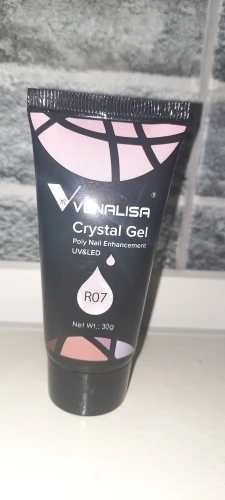 VENALISA ®
Crystal Gel
Poly Nail Enhancement
UV&LED
R07
Net Wt.: 30g